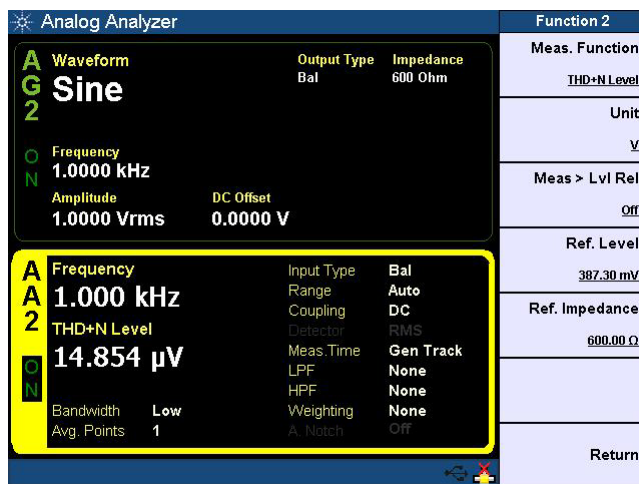 Analog Analyzer
AG2 ON
Waveform
Sine
Output Type Impedance
Bal 600 Ohm
Frequency
1.0000 kHz
Amplitude DC Offset
1.0000 Vrms 0.0000 V
AA2 ON
Frequency
1.000 kHz
THD+N Level
14.854 µV
Bandwidth Low
Avg. Points 1
Input Type Bal
Range Auto
Coupling DC
Detector RMS
Meas.Time Gen Track
LPF None
HPF None
Weighting None
A. Notch Off
Function 2
Meas. Function
THD+N Level
Unit
V
Meas > Lvl Rel
Off
Ref. Level
387.30 mV
Ref. Impedance
600.00 Ω
Return